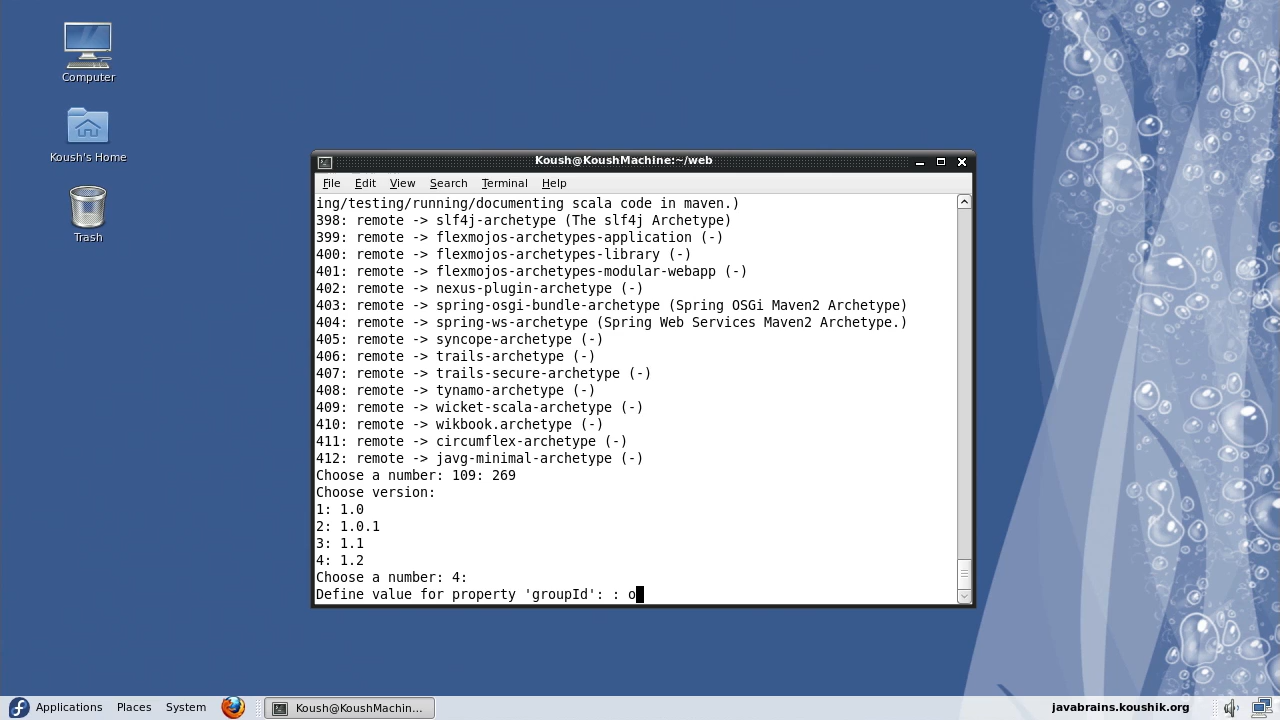 Computer
Koush's Home
Trash
Koush@KoushMachine:~/web
File Edit View Search Terminal Help
ing/testing/running/documenting scala code in maven.)
398: remote -> slf4j-archetype (The slf4j Archetype)
399: remote -> flexmojos-archetypes-application (-)
400: remote -> flexmojos-archetypes-library (-)
401: remote -> flexmojos-archetypes-modular-webapp (-)
402: remote -> nexus-plugin-archetype (-)
403: remote -> spring-osgi-bundle-archetype (Spring OSGi Maven2 Archetype)
404: remote -> spring-ws-archetype (Spring Web Services Maven2 Archetype.)
405: remote -> syncope-archetype (-)
406: remote -> trails-archetype (-)
407: remote -> trails-secure-archetype (-)
408: remote -> tynamo-archetype (-)
409: remote -> wicket-scala-archetype (-)
410: remote -> wikbook.archetype (-)
411: remote -> circumflex-archetype (-)
412: remote -> javg-minimal-archetype (-)
Choose a number: 109: 269
Choose version:
1: 1.0
2: 1.0.1
3: 1.1
4: 1.2
Choose a number: 4:
Define value for property 'groupId': : o
Applications Places System Koush@KoushMachin... javabrains.koushik.org